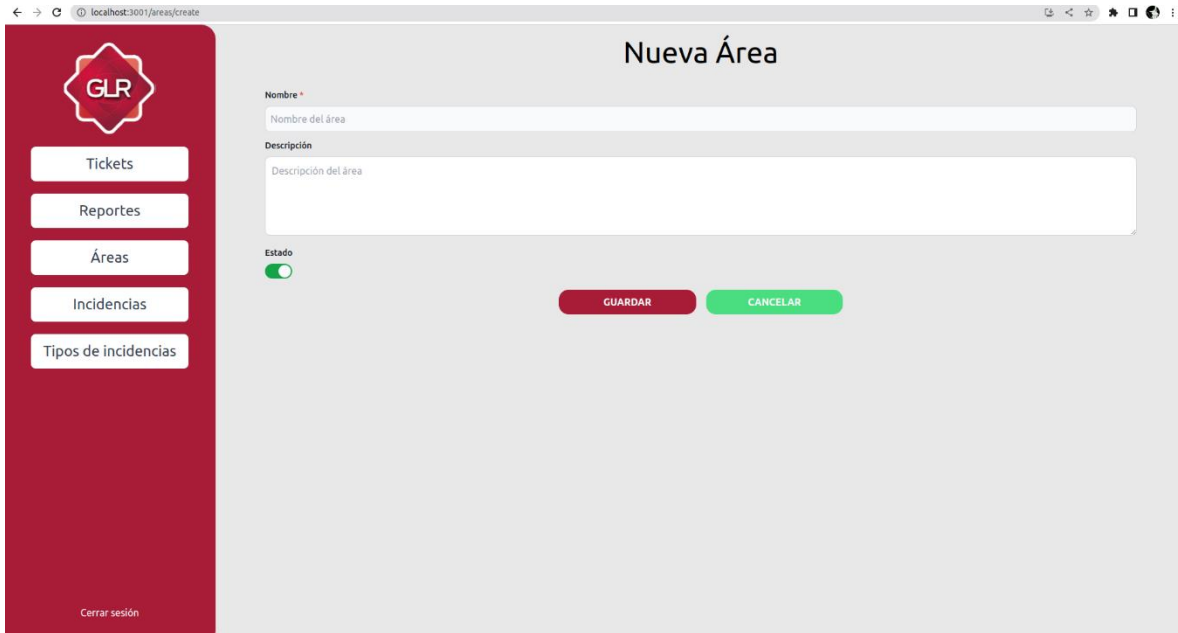 localhost:3001/areas/create
GLR
Tickets
Reportes
Áreas
Incidencias
Tipos de incidencias
Cerrar sesión
Nueva Área
Nombre *
Nombre del área
Descripción
Descripción del área
Estado
GUARDAR
CANCELAR